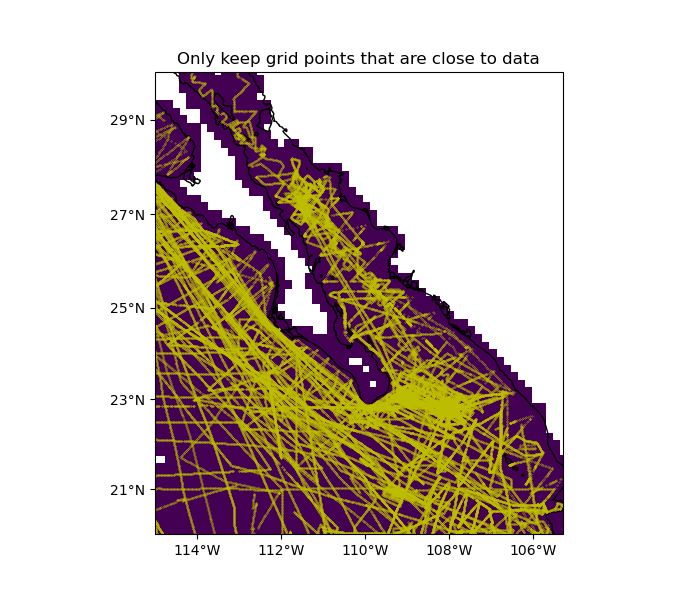 Only keep grid points that are close to data
29°N
27°N
25°N
23°N
21°N
114°W
112°W
110°W
108°W
106°W